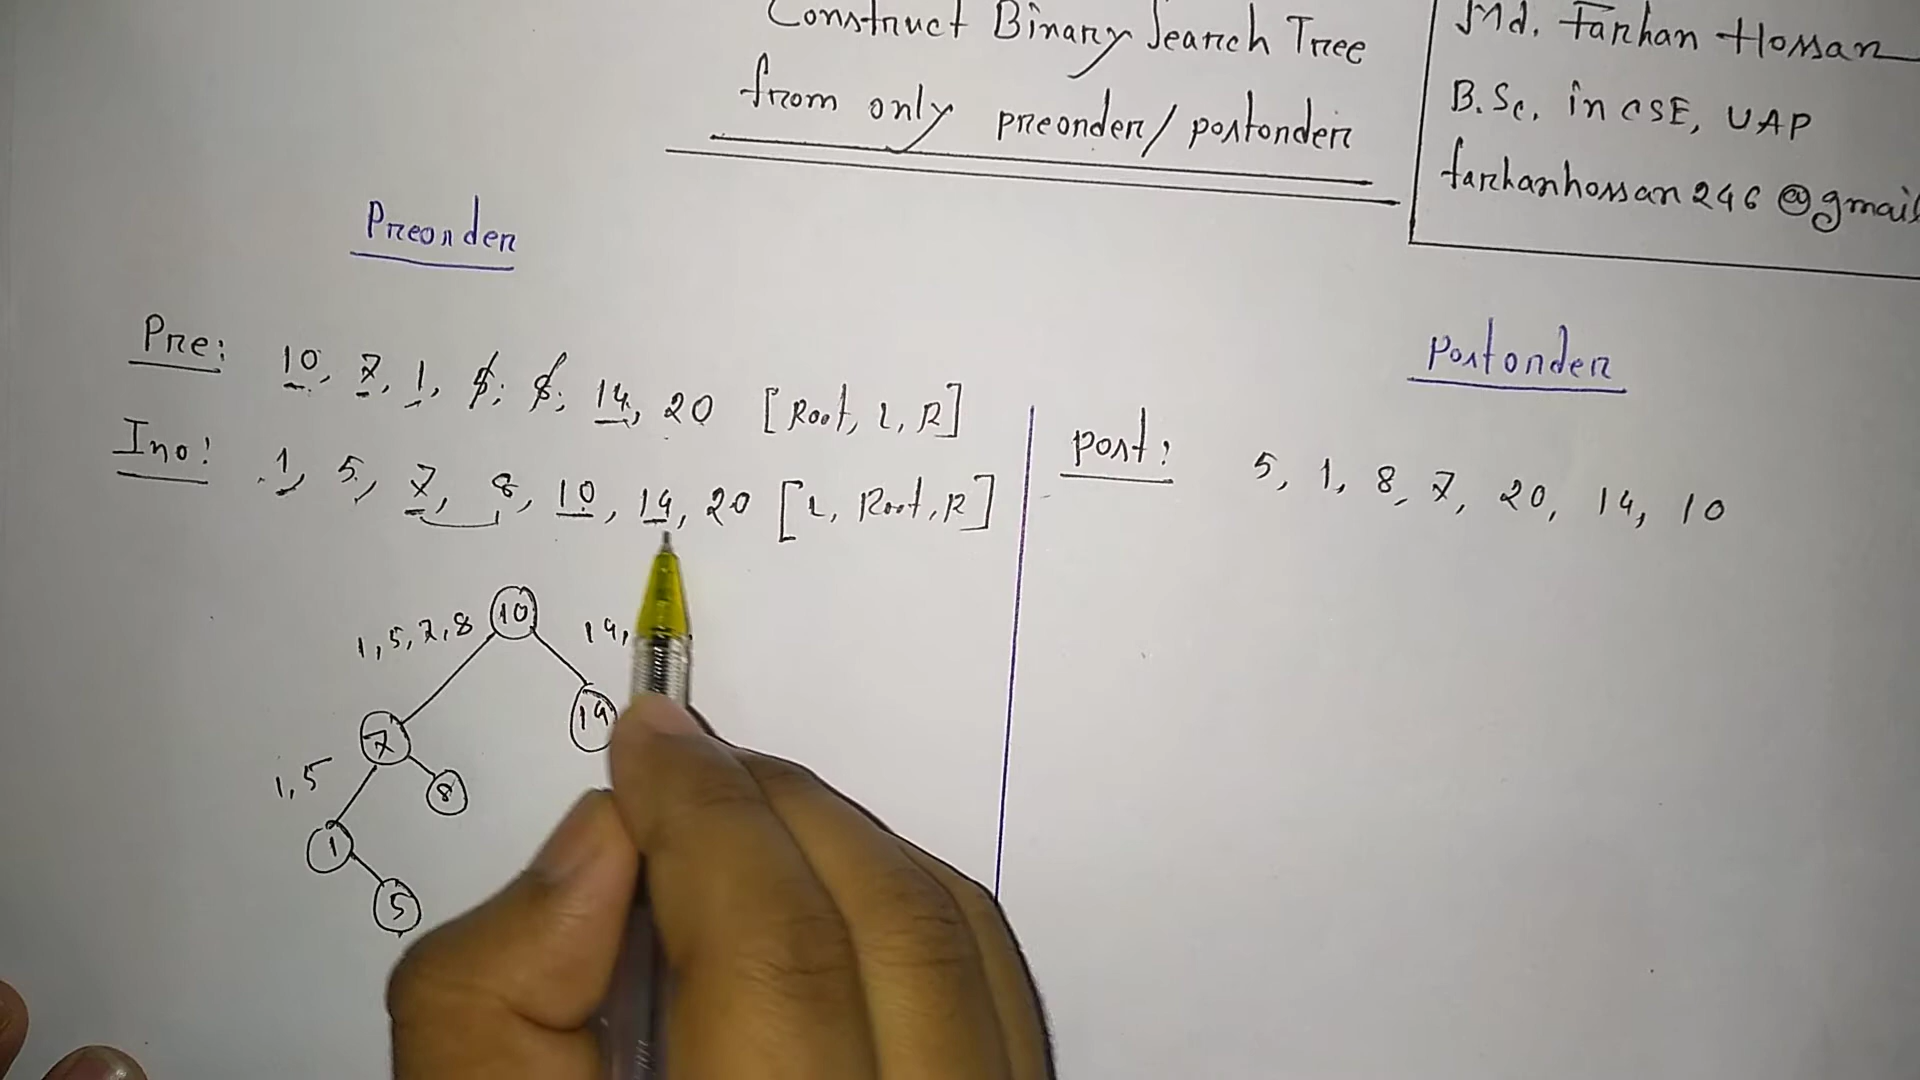 Construct Binary Search Tree
from only preorder/postorder
Md. Farhan Hossan
B.Sc. in CSE, UAP
farhanhossan246@gmail
Preorder
Pre: 10, 7, 1, 5, 8, 14, 20 [Root, L, R]
Ino: 1, 5, 7, 8, 10, 14, 20 [L, Root, R]
Postorder
Post: 5, 1, 8, 7, 20, 14, 10
10
1, 5, 7, 8
14,
7
14
1, 5
8
1
5